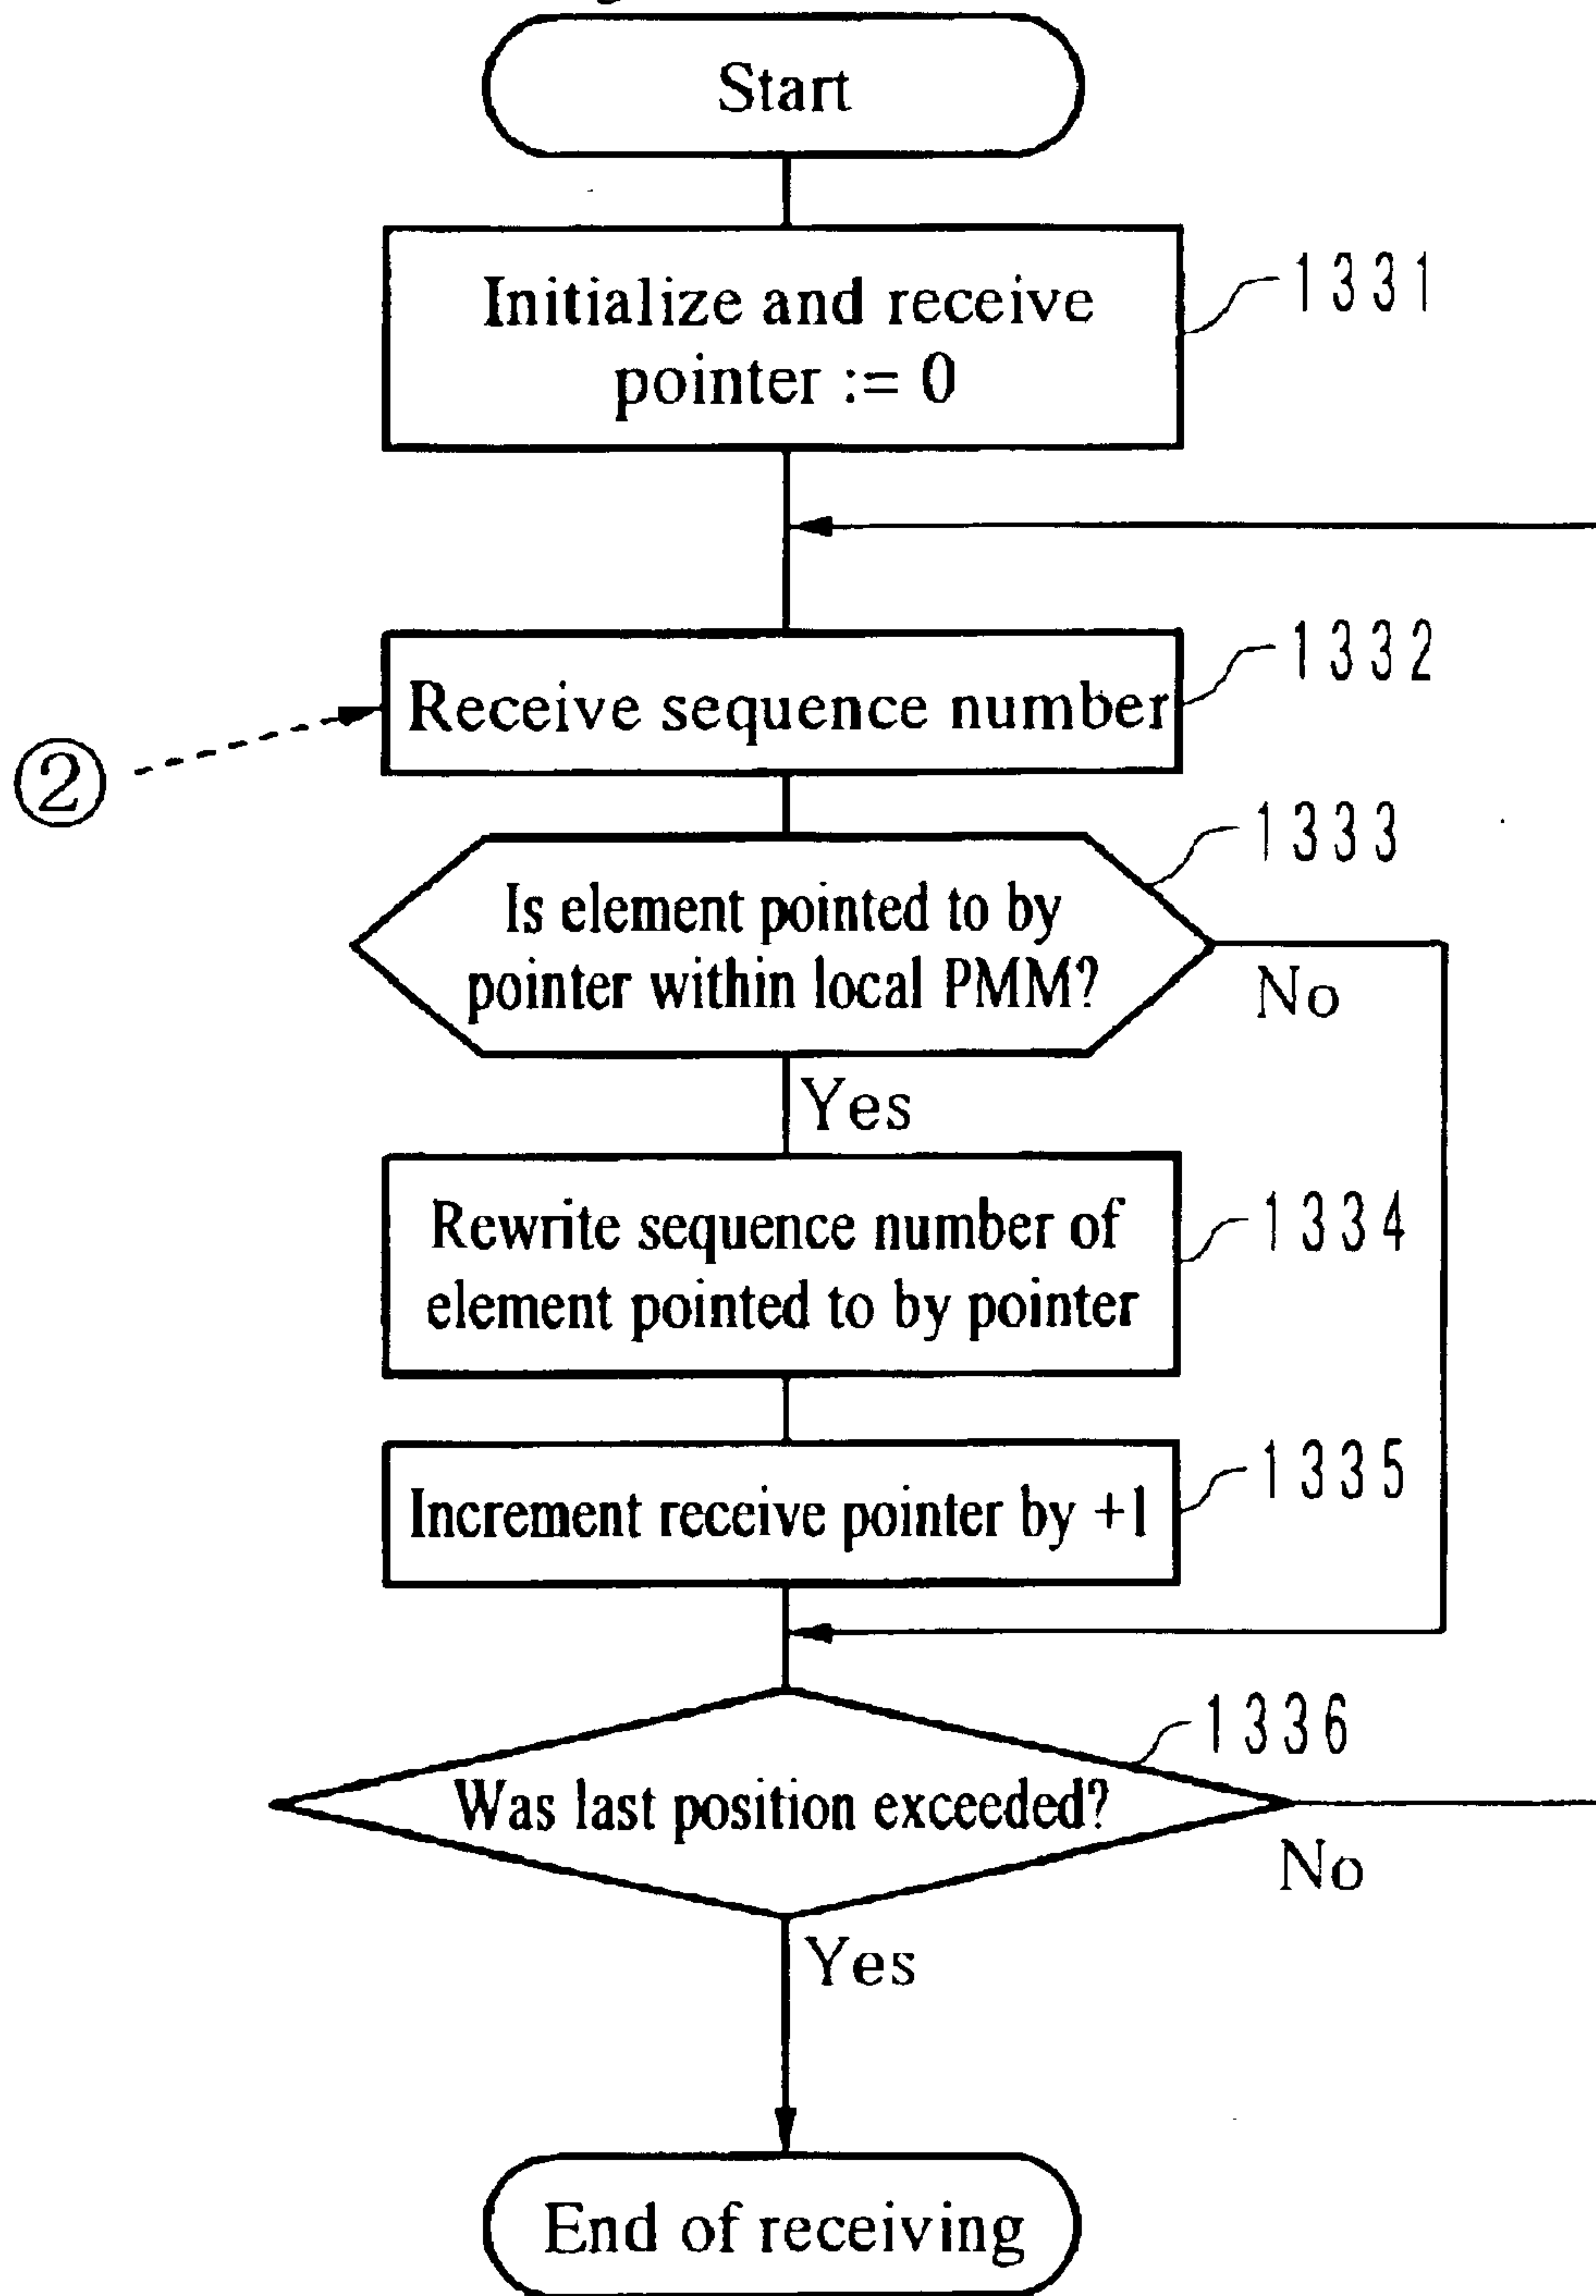 Start
Initialize and receive
pointer := 0
1331
Receive sequence number
1332
②
Is element pointed to by
pointer within local PMM?
1333
No
Yes
Rewrite sequence number of
element pointed to by pointer
1334
Increment receive pointer by +1
1335
Was last position exceeded?
1336
No
Yes
End of receiving